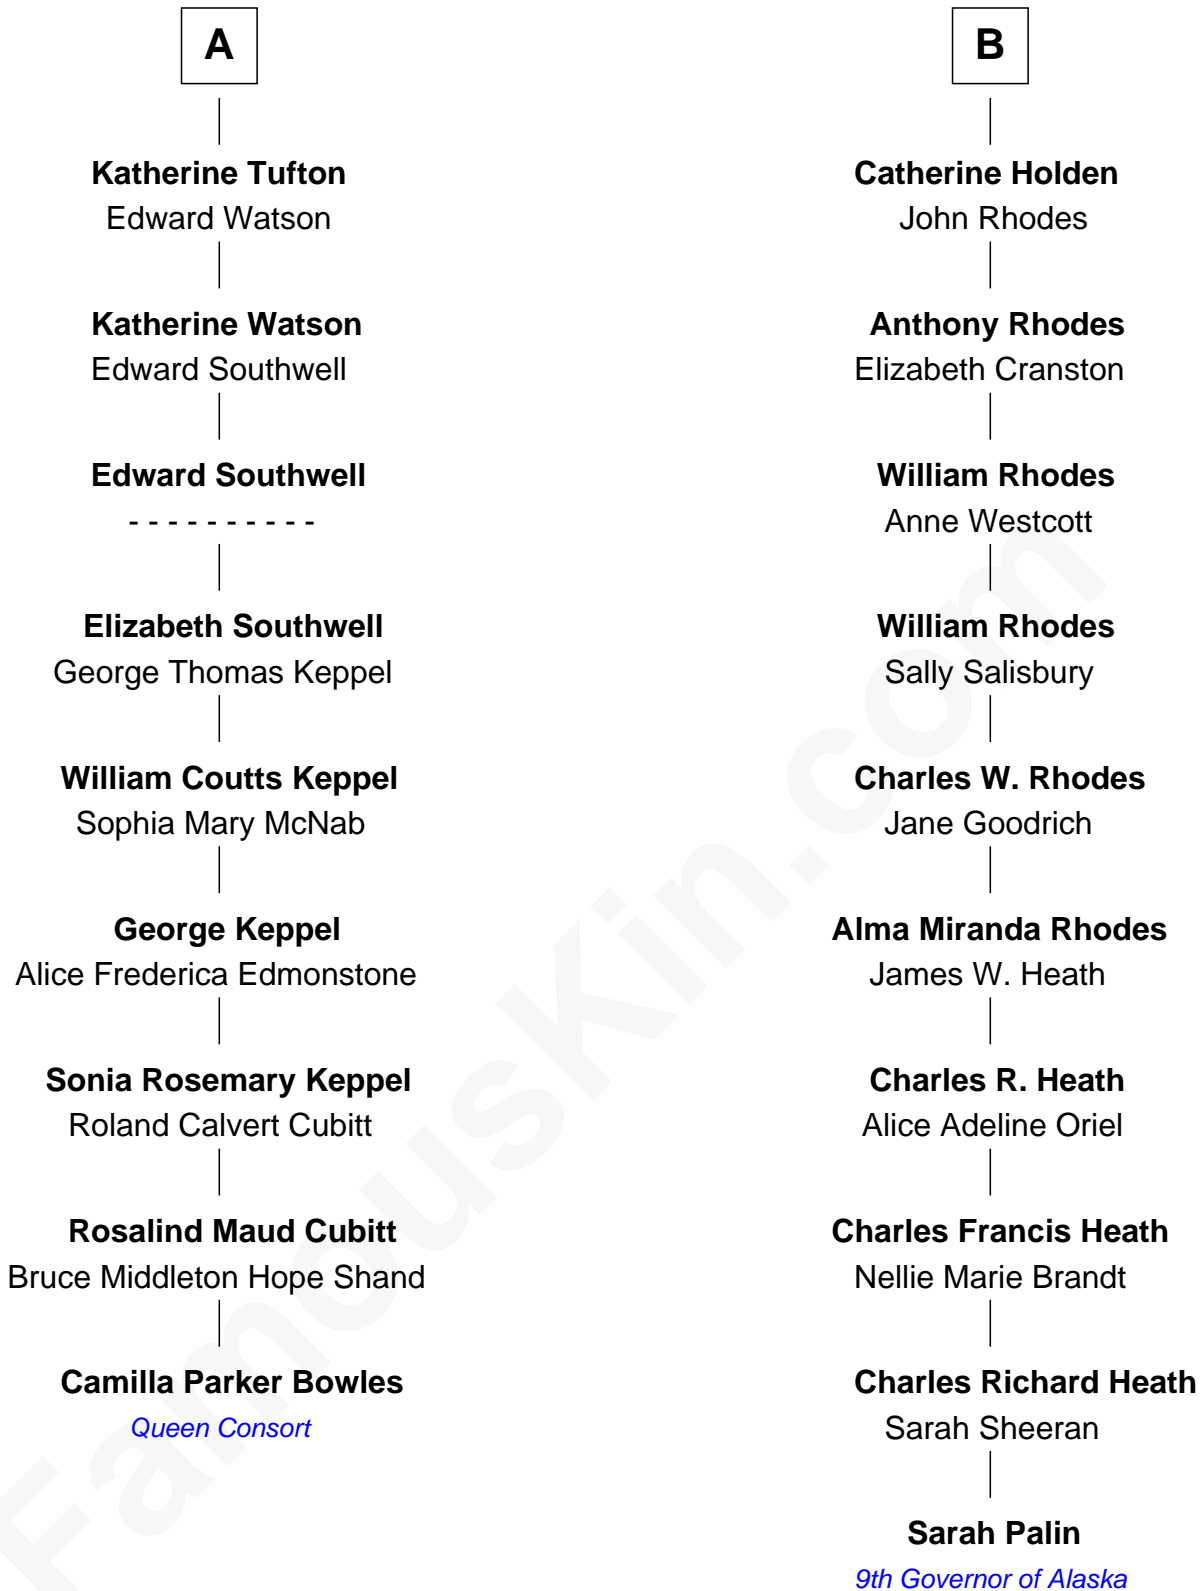 A
Katherine Tufton
Edward Watson
Katherine Watson
Edward Southwell
Edward Southwell
- - - - - - - - - -
Elizabeth Southwell
George Thomas Keppel
William Coutts Keppel
Sophia Mary McNab
George Keppel
Alice Frederica Edmonstone
Sonia Rosemary Keppel
Roland Calvert Cubitt
Rosalind Maud Cubitt
Bruce Middleton Hope Shand
Camilla Parker Bowles
Queen Consort
B
Catherine Holden
John Rhodes
Anthony Rhodes
Elizabeth Cranston
William Rhodes
Anne Westcott
William Rhodes
Sally Salisbury
Charles W. Rhodes
Jane Goodrich
Alma Miranda Rhodes
James W. Heath
Charles R. Heath
Alice Adeline Oriel
Charles Francis Heath
Nellie Marie Brandt
Charles Richard Heath
Sarah Sheeran
Sarah Palin
9th Governor of Alaska
FamousKin.com